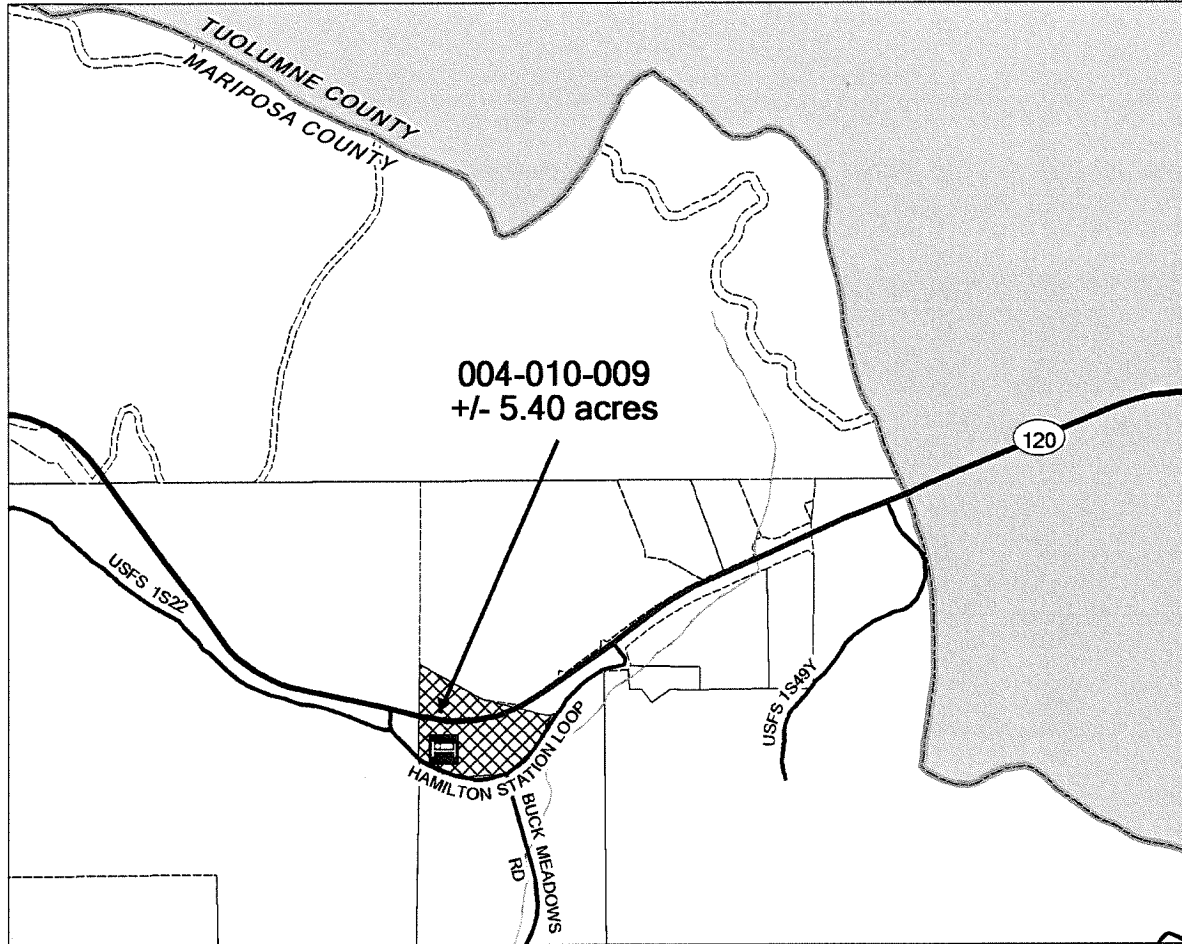 TUOLUMNE COUNTY
MARIPOSA COUNTY
004-010-009
+/- 5.40 acres
120
USFS 1S22
USFS 1S49Y
HAMILTON STATION LOOP
BUCK MEADOWS
RD